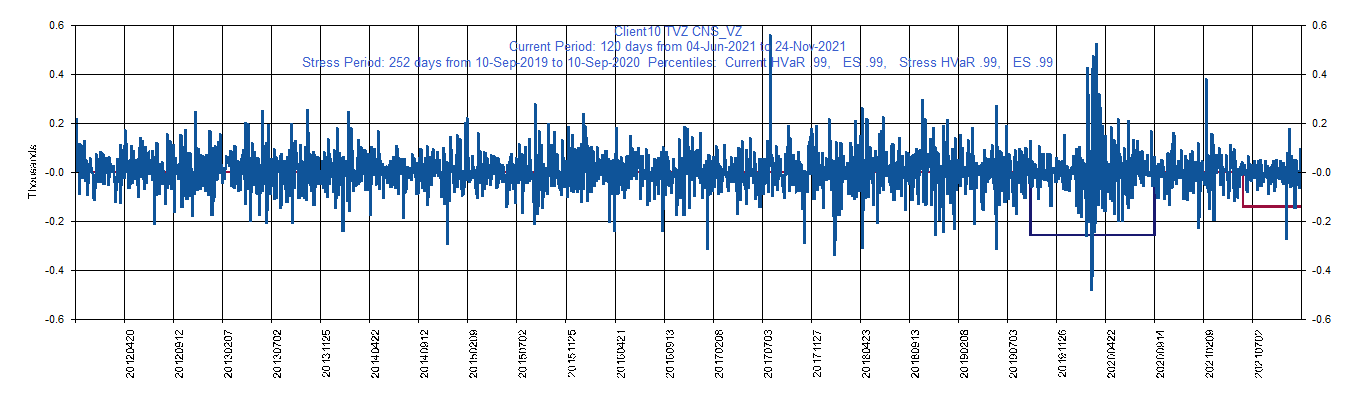 Client10 TVZ CNS_VZ
Current Period: 120 days from 04-Jun-2021 to 24-Nov-2021
Stress Period: 252 days from 10-Sep-2019 to 10-Sep-2020 Percentiles: Current HVaR .99, ES .99, Stress HVaR .99, ES .99
0.6 0.6
0.4 0.4
0.2 0.2
-0.0 -0.0
-0.2 -0.2
-0.4 -0.4
-0.6 -0.6
Thousands
20120420 20120912 20130207 20130702 20131125 20140422 20140912 20150209 20150702 20151125 20160421 20160913 20170208 20170703 20171127 20180423 20180913 20190208 20190703 20191126 20200422 20200914 20210209 20210702